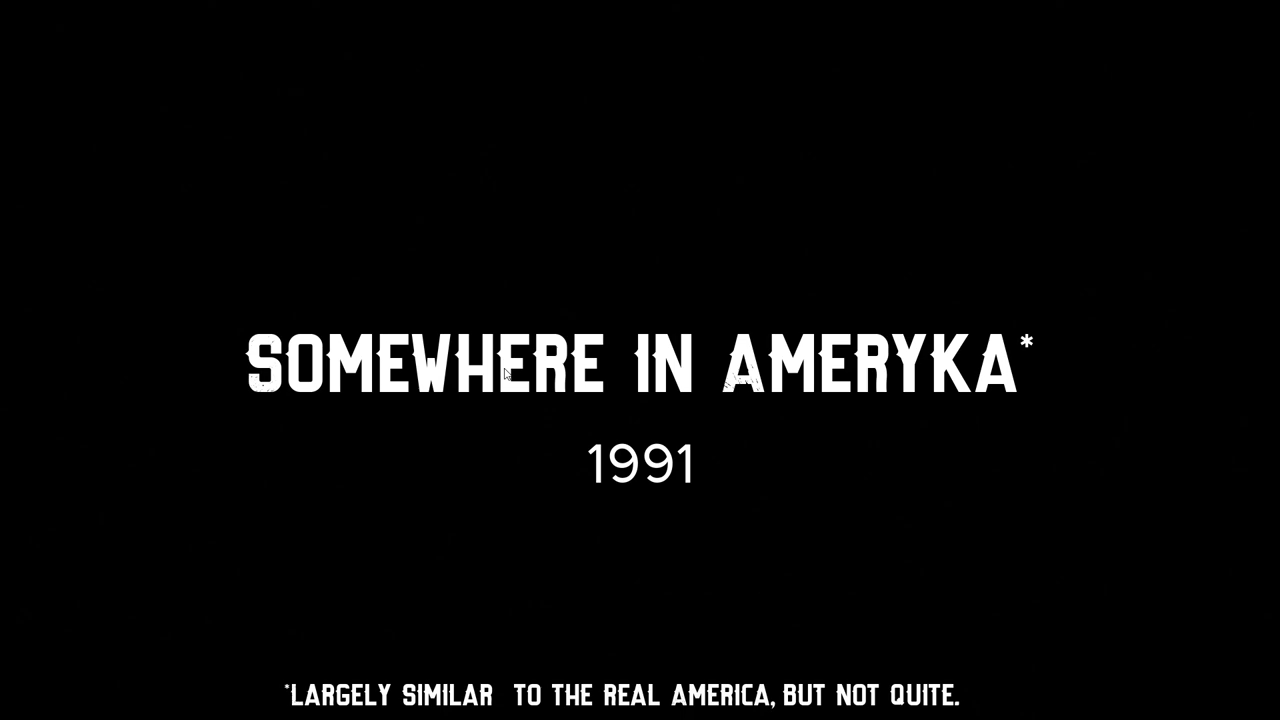 SOMEWHERE IN AMERYKA*
1991
*LARGELY SIMILAR TO THE REAL AMERICA, BUT NOT QUITE.